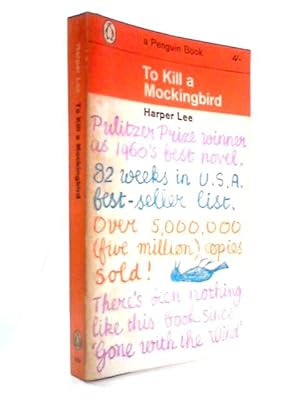 a Penguin Book
4/-
To Kill a
Mockingbird
Harper Lee
Pulitzer Prize winner
as 1960's best novel.
82 weeks in U.S.A.
best-seller list.
Over 5,000,000
(five million) copies
sold!
There's been nothing
like this book since
'Gone with the Wind'
Harper Lee To Kill a Mockingbird